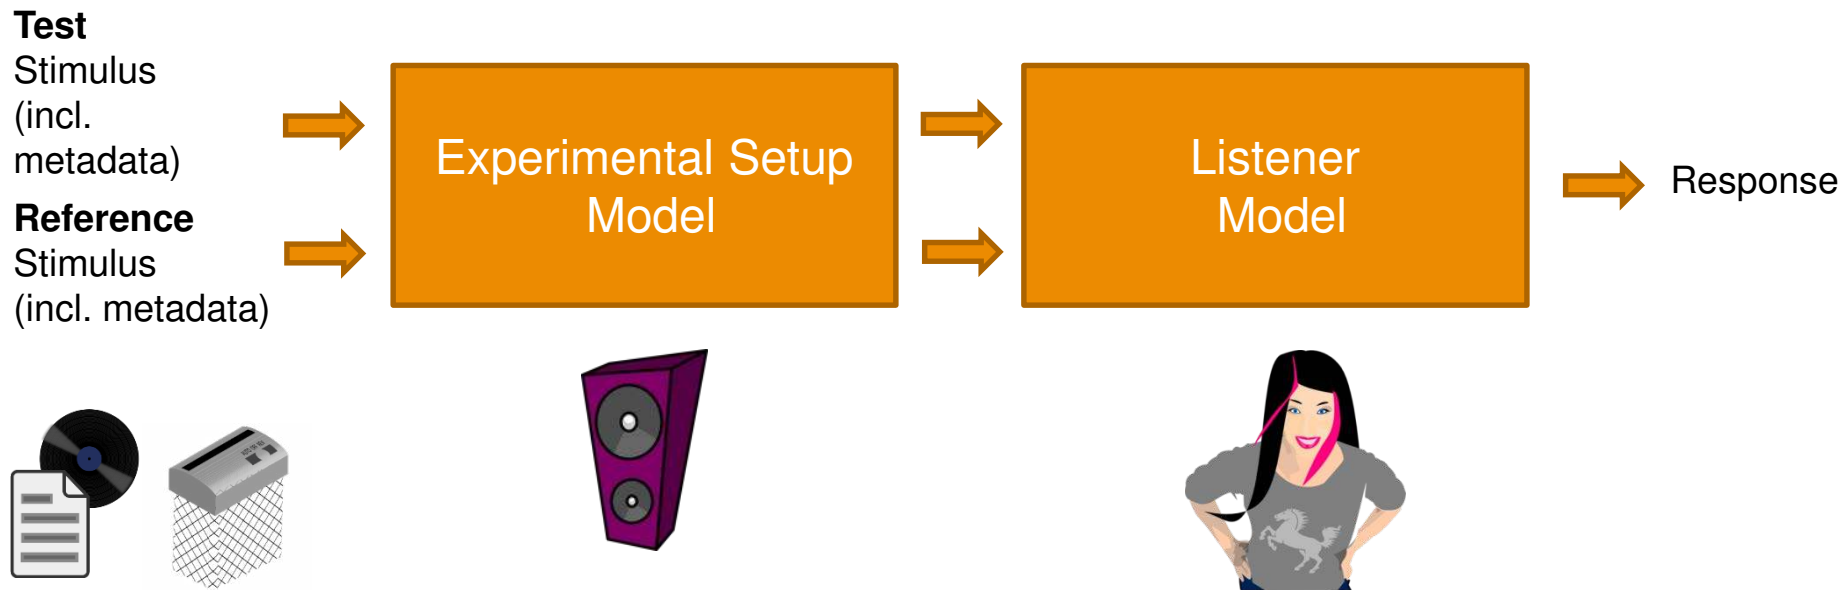 Test
Stimulus
(incl.
metadata)
Reference
Stimulus
(incl. metadata)
Experimental Setup
Model
Listener
Model
Response